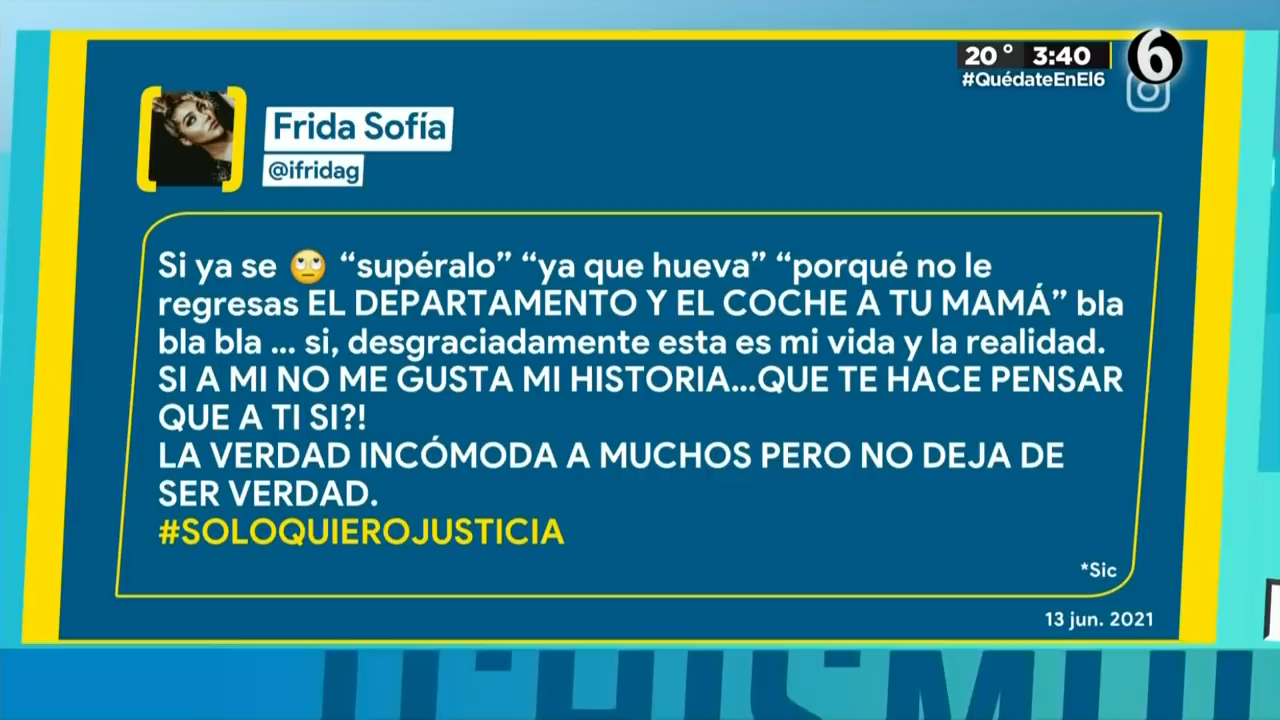 20° 3:40
6
#QuédateEnEl6
Frida Sofía
@ifridag
Si ya se 🙄 “supéralo” “ya que hueva” “porqué no le
regresas EL DEPARTAMENTO Y EL COCHE A TU MAMÁ” bla
bla bla ... si, desgraciadamente esta es mi vida y la realidad.
SI A MI NO ME GUSTA MI HISTORIA...QUE TE HACE PENSAR
QUE A TI SI?!
LA VERDAD INCÓMODA A MUCHOS PERO NO DEJA DE
SER VERDAD.
#SOLOQUIEROJUSTICIA
*Sic
13 jun. 2021